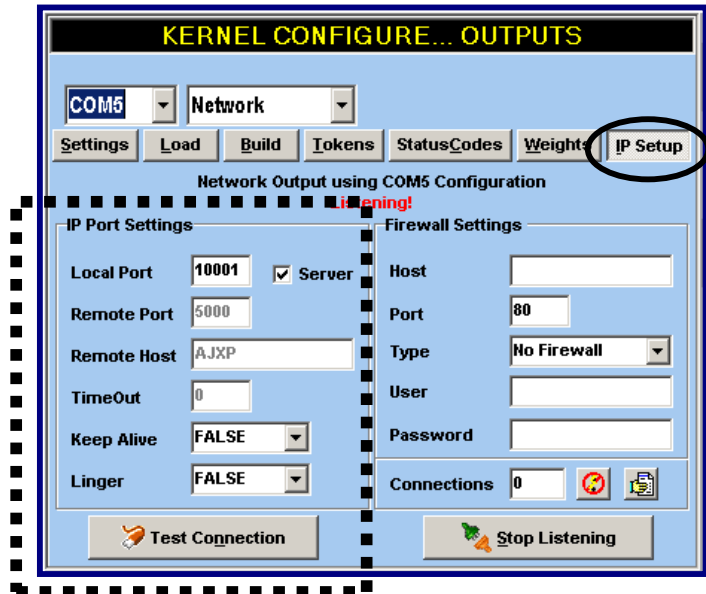 KERNEL CONFIGURE... OUTPUTS
COM5 Network
Settings Load Build Tokens StatusCodes Weights IP Setup
Network Output using COM5 Configuration
Listening!
IP Port Settings
Local Port 10001 Server
Remote Port 5000
Remote Host AJXP
TimeOut 0
Keep Alive FALSE
Linger FALSE
Test Connection
Firewall Settings
Host
Port 80
Type No Firewall
User
Password
Connections 0
Stop Listening